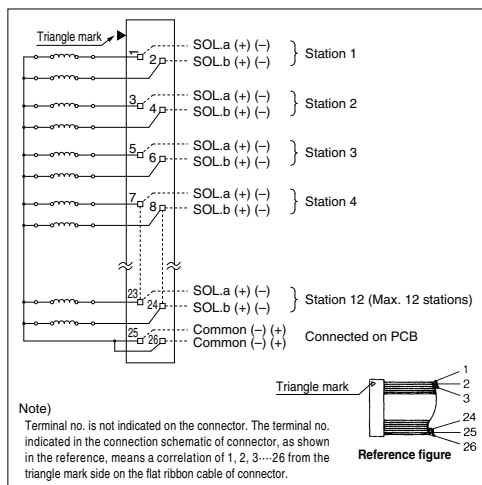 Triangle mark
1
SOL.a (+) (–)
2
SOL.b (+) (–)
Station 1
3
SOL.a (+) (–)
4
SOL.b (+) (–)
Station 2
5
SOL.a (+) (–)
6
SOL.b (+) (–)
Station 3
7
SOL.a (+) (–)
8
SOL.b (+) (–)
Station 4
23
SOL.a (+) (–)
24
SOL.b (+) (–)
Station 12 (Max. 12 stations)
25
Common (–) (+)
26
Common (–) (+)
Connected on PCB
Triangle mark
1
2
3
24
25
26
Reference figure
Note)
Terminal no. is not indicated on the connector. The terminal no.
indicated in the connection schematic of connector, as shown
in the reference, means a correlation of 1, 2, 3····26 from the
triangle mark side on the flat ribbon cable of connector.